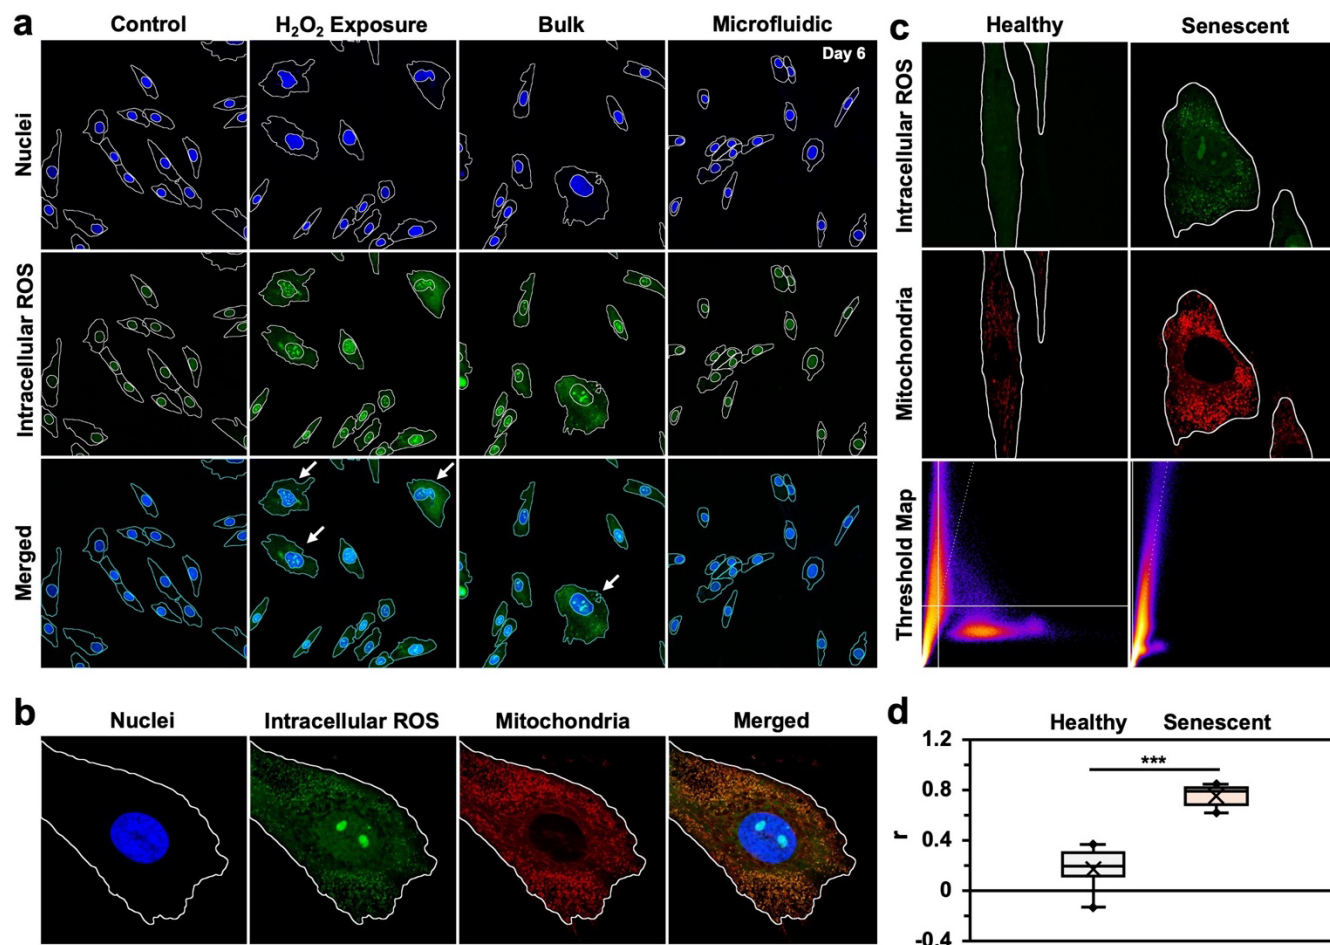 a
Control
H₂O₂ Exposure
Bulk
Microfluidic
Day 6
Nuclei
Intracellular ROS
Merged
b
Nuclei
Intracellular ROS
Mitochondria
Merged
c
Healthy
Senescent
Intracellular ROS
Mitochondria
Threshold Map
d
Healthy
Senescent
1.2
***
0.8
r
0.4
0
-0.4